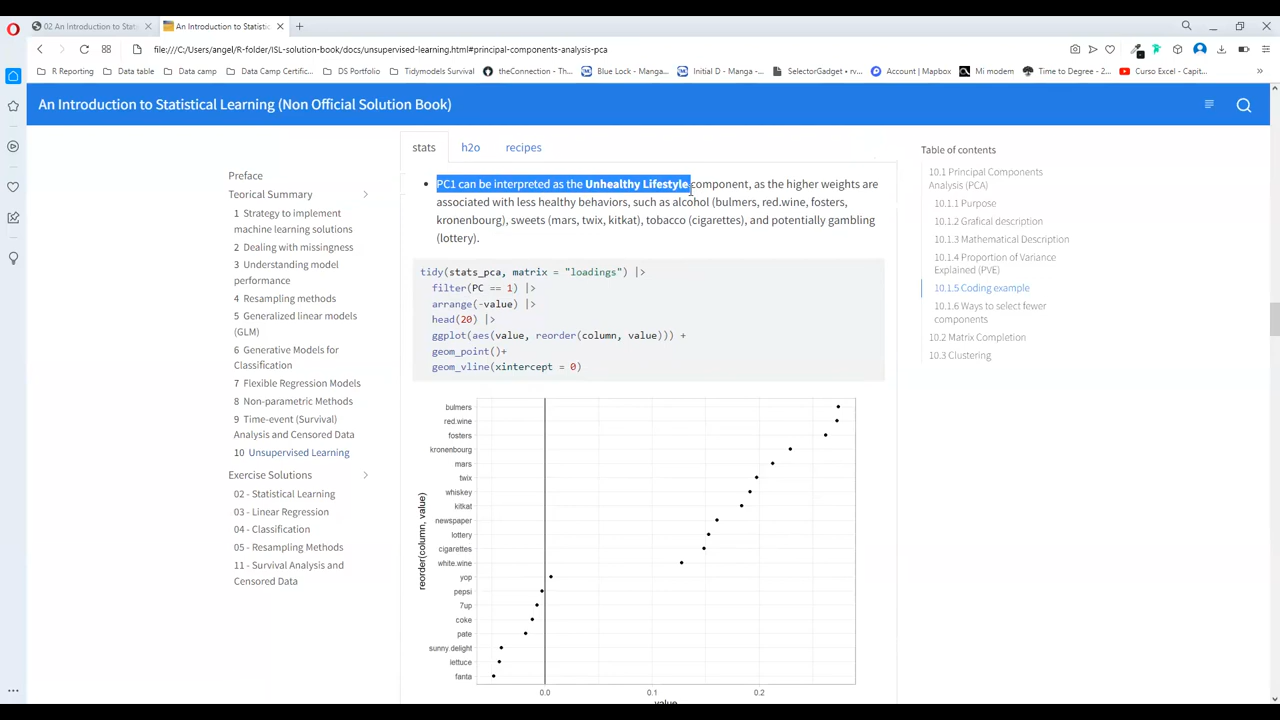 02 An Introduction to Stat
An Introduction to Statistic
file:///C:/Users/angel/R-folder/ISL-solution-book/docs/unsupervised-learning.html#principal-components-analysis-pca
R Reporting
Data table
Data camp
Data Camp Certific...
DS Portfolio
Tidymodels Survival
theConnection - Th...
Blue Lock - Manga...
Initial D - Manga -...
SelectorGadget • rv...
Account | Mapbox
Mi modem
Time to Degree - 2...
Curso Excel - Capit...
An Introduction to Statistical Learning (Non Official Solution Book)
Preface
Teorical Summary
1 Strategy to implement
machine learning solutions
2 Dealing with missingness
3 Understanding model
performance
4 Resampling methods
5 Generalized linear models
(GLM)
6 Generative Models for
Classification
7 Flexible Regression Models
8 Non-parametric Methods
9 Time-event (Survival)
Analysis and Censored Data
10 Unsupervised Learning
Exercise Solutions
02 - Statistical Learning
03 - Linear Regression
04 - Classification
05 - Resampling Methods
11 - Survival Analysis and
Censored Data
stats h2o recipes
• PC1 can be interpreted as the Unhealthy Lifestyle component, as the higher weights are
associated with less healthy behaviors, such as alcohol (bulmers, red.wine, fosters,
kronenbourg), sweets (mars, twix, kitkat), tobacco (cigarettes), and potentially gambling
(lottery).
tidy(stats_pca, matrix = "loadings") |>
filter(PC == 1) |>
arrange(-value) |>
head(20) |>
ggplot(aes(value, reorder(column, value))) +
geom_point()+
geom_vline(xintercept = 0)
reorder(column, value)
bulmers
red.wine
fosters
kronenbourg
mars
twix
whiskey
kitkat
newspaper
lottery
cigarettes
white.wine
yop
pepsi
7up
coke
pate
sunny.delight
lettuce
fanta
0.0 0.1 0.2
value
Table of contents
10.1 Principal Components
Analysis (PCA)
10.1.1 Purpose
10.1.2 Grafical description
10.1.3 Mathematical Description
10.1.4 Proportion of Variance
Explained (PVE)
10.1.5 Coding example
10.1.6 Ways to select fewer
components
10.2 Matrix Completion
10.3 Clustering